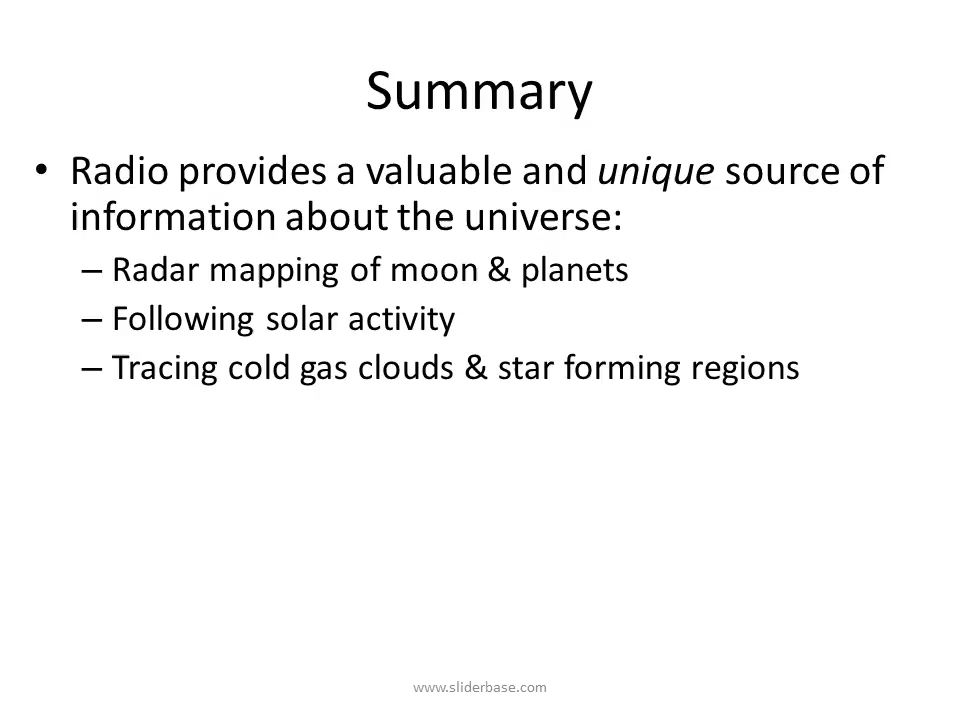 Summary
• Radio provides a valuable and unique source of
information about the universe:
– Radar mapping of moon & planets
– Following solar activity
– Tracing cold gas clouds & star forming regions
www.sliderbase.com